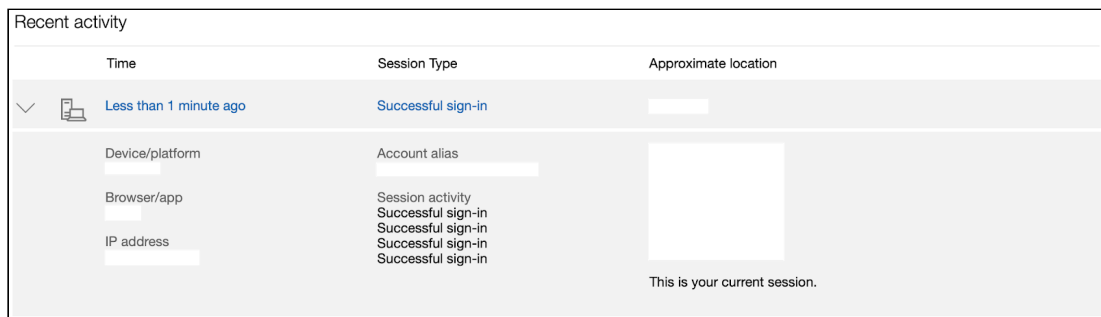 Recent activity
Time Session Type Approximate location
Less than 1 minute ago Successful sign-in
Device/platform Account alias
Browser/app Session activity
Successful sign-in
Successful sign-in
IP address Successful sign-in
Successful sign-in
This is your current session.